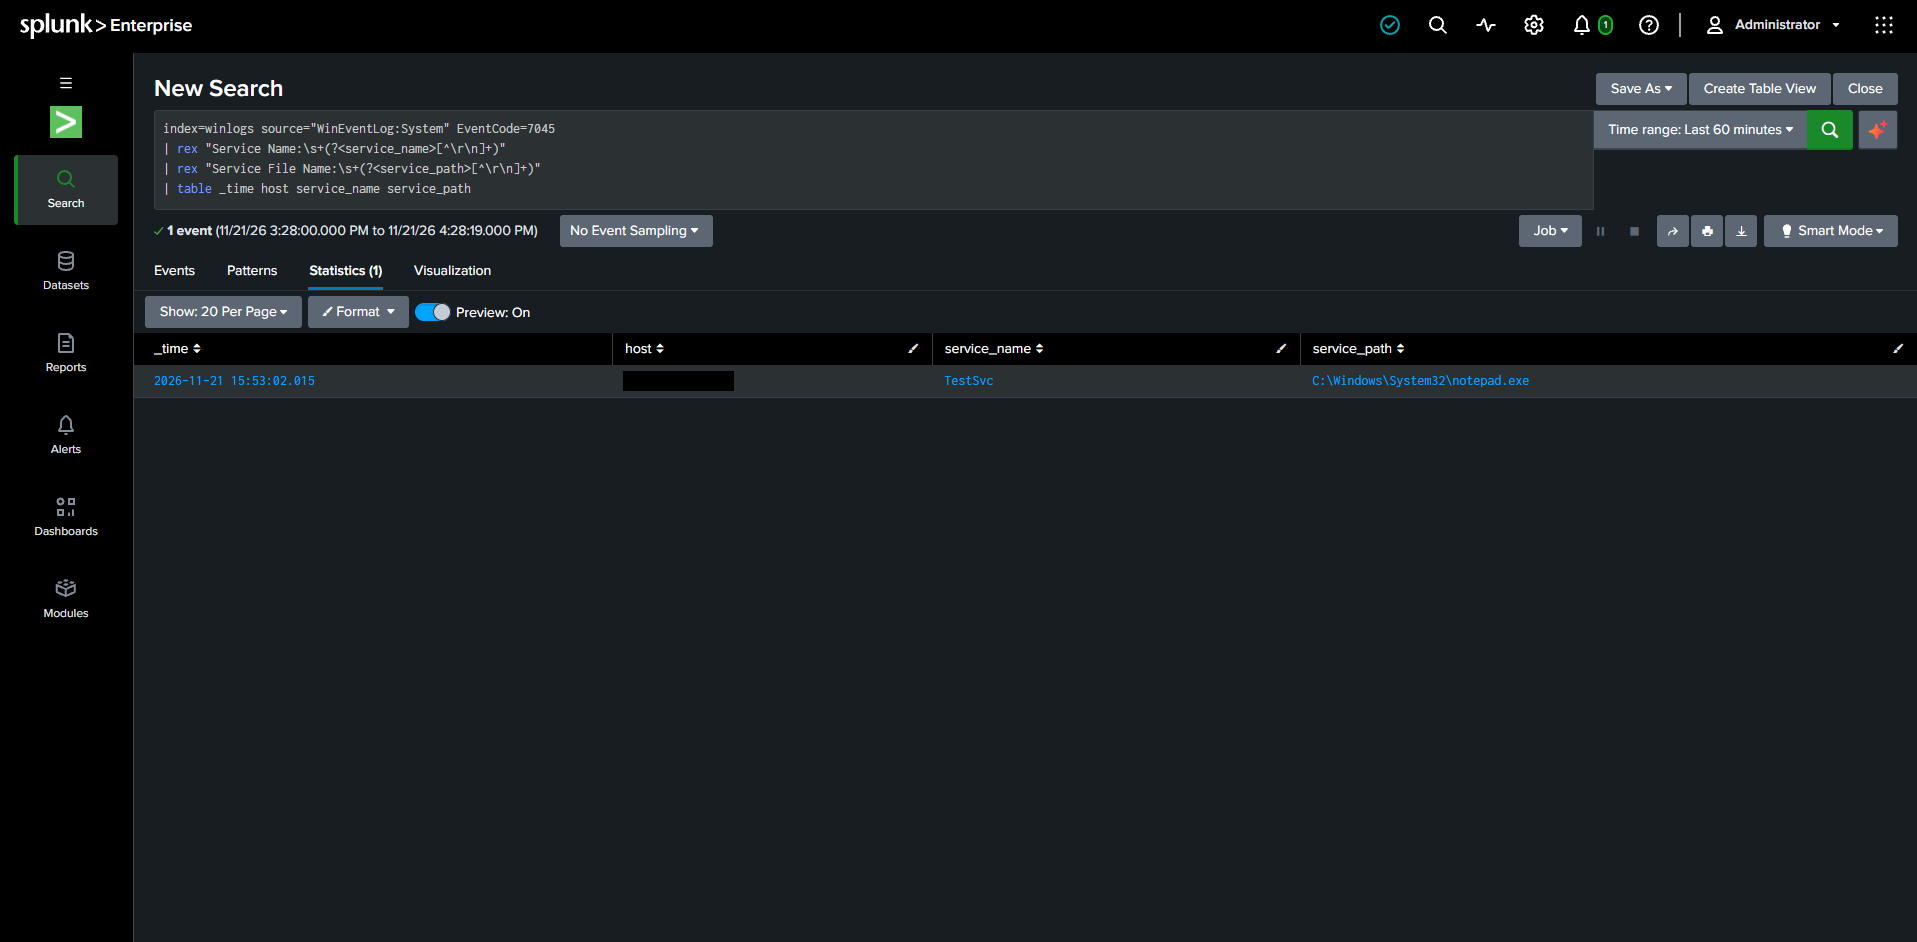 splunk> Enterprise
1
Administrator
New Search
Save As
Create Table View
Close
index=winlogs source="WinEventLog:System" EventCode=7045
| rex "Service Name:\s+(?<service_name>[^\r\n]+)"
| rex "Service File Name:\s+(?<service_path>[^\r\n]+)"
| table _time host service_name service_path
Time range: Last 60 minutes
1 event (11/21/26 3:28:00.000 PM to 11/21/26 4:28:19.000 PM)
No Event Sampling
Job
Smart Mode
Events
Patterns
Statistics (1)
Visualization
Show: 20 Per Page
Format
Preview: On
_time
host
service_name
service_path
2026-11-21 15:53:02.015
TestSvc
C:\Windows\System32\notepad.exe
Search
Datasets
Reports
Alerts
Dashboards
Modules